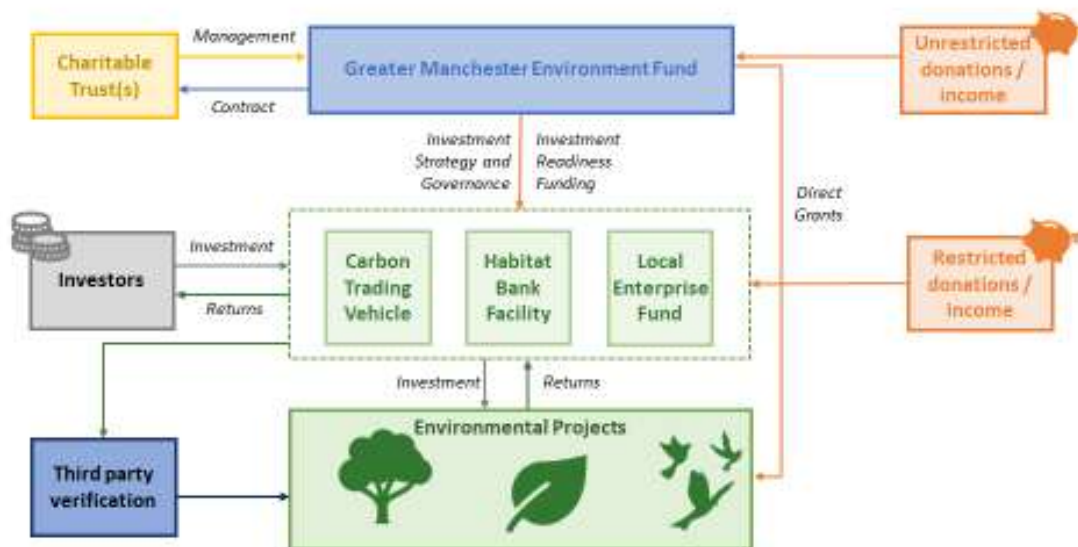 Management
Charitable
Trust(s)
Contract
Greater Manchester Environment Fund
Unrestricted
donations /
income
Investment
Strategy and
Governance
Investment
Readiness
Funding
Direct
Grants
Investment
Investors
Returns
Carbon
Trading
Vehicle
Habitat
Bank
Facility
Local
Enterprise
Fund
Restricted
donations /
income
Investment
Returns
Environmental Projects
Third party
verification